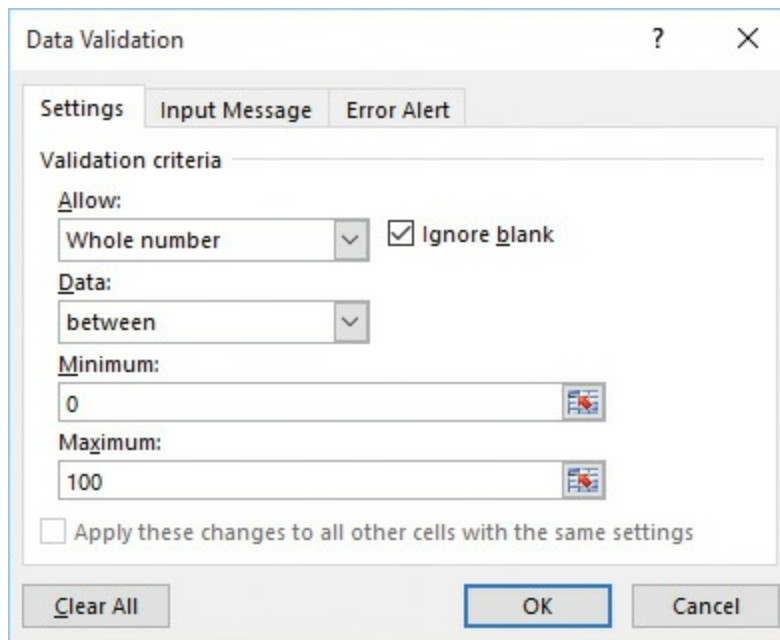 Data Validation ?
Settings Input Message Error Alert
Validation criteria
Allow:
Whole number Ignore blank
Data:
between
Minimum:
0
Maximum:
100
Apply these changes to all other cells with the same settings
Clear All OK Cancel